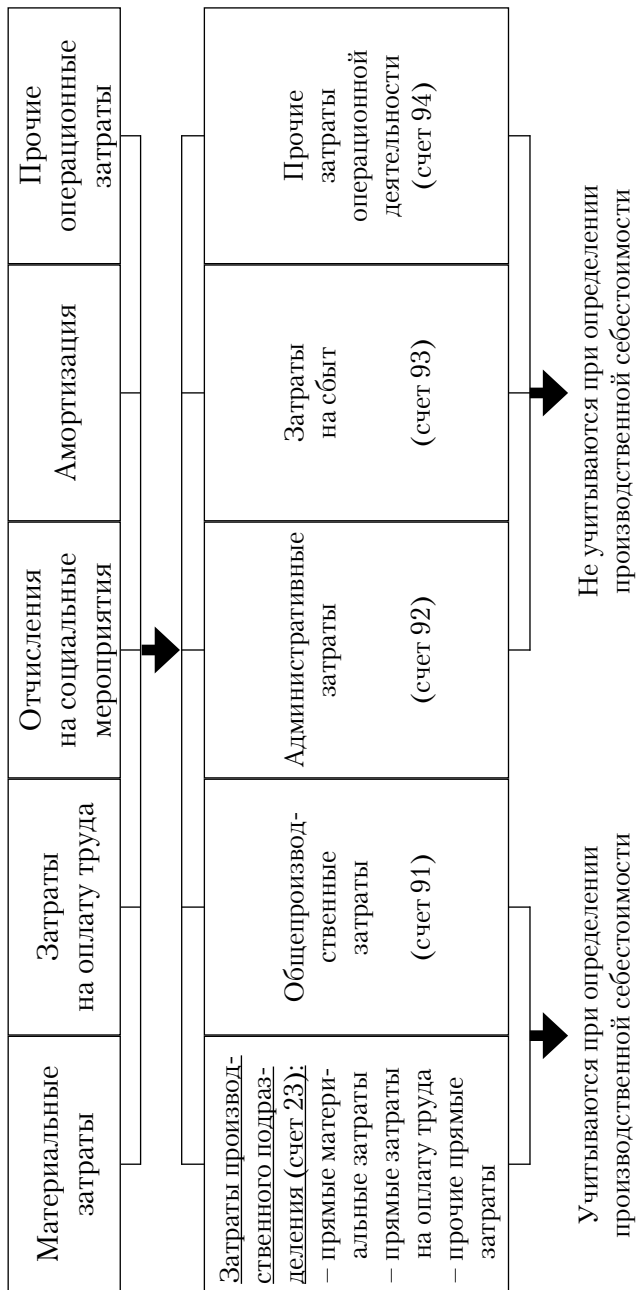 Материальные
затраты
Затраты
на оплату труда
Отчисления
на социальные
мероприятия
Амортизация
Прочие
операционные
затраты
Затраты производ-
ственного подраз-
деления (счет 23):
– прямые матери-
альные затраты
– прямые затраты
на оплату труда
– прочие прямые
затраты
Общепроизвод-
ственные
затраты
(счет 91)
Административные
затраты
(счет 92)
Затраты
на сбыт
(счет 93)
Прочие
затраты
операционной
деятельности
(счет 94)
Учитываются при определении
производственной себестоимости
Не учитываются при определении
производственной себестоимости